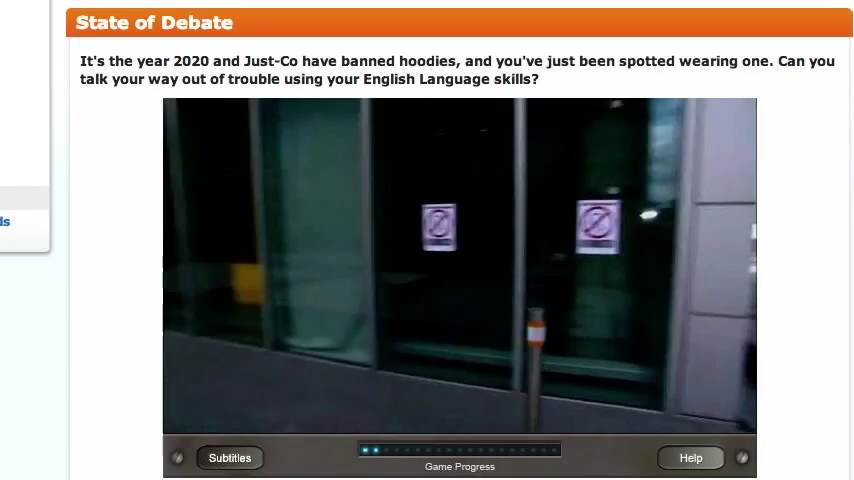 State of Debate
It's the year 2020 and Just-Co have banned hoodies, and you've just been spotted wearing one. Can you
talk your way out of trouble using your English Language skills?
ds
Subtitles
Game Progress
Help